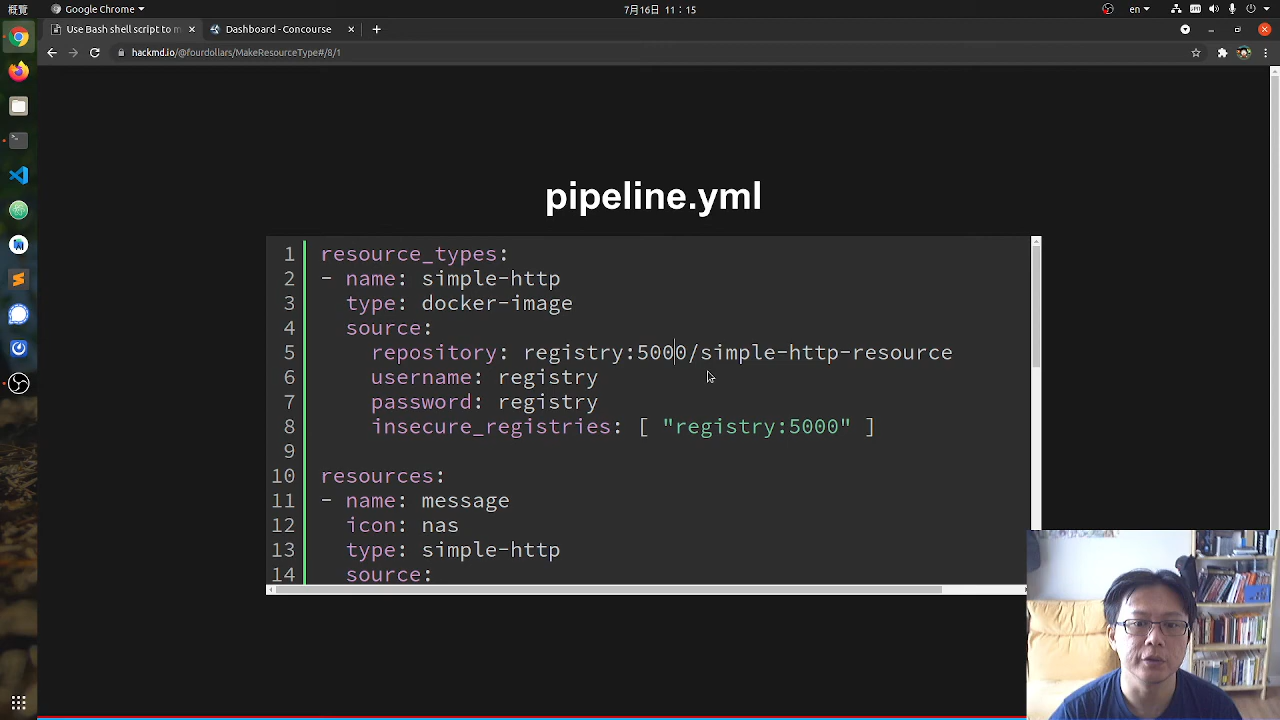 概覽
Google Chrome
7月16日 11：15
en
Use Bash shell script to m
Dashboard - Concourse
hackmd.io/@fourdollars/MakeResourceType#/8/1
pipeline.yml
1 resource_types:
2 - name: simple-http
3 type: docker-image
4 source:
5 repository: registry:5000/simple-http-resource
6 username: registry
7 password: registry
8 insecure_registries: [ "registry:5000" ]
9
10 resources:
11 - name: message
12 icon: nas
13 type: simple-http
14 source: